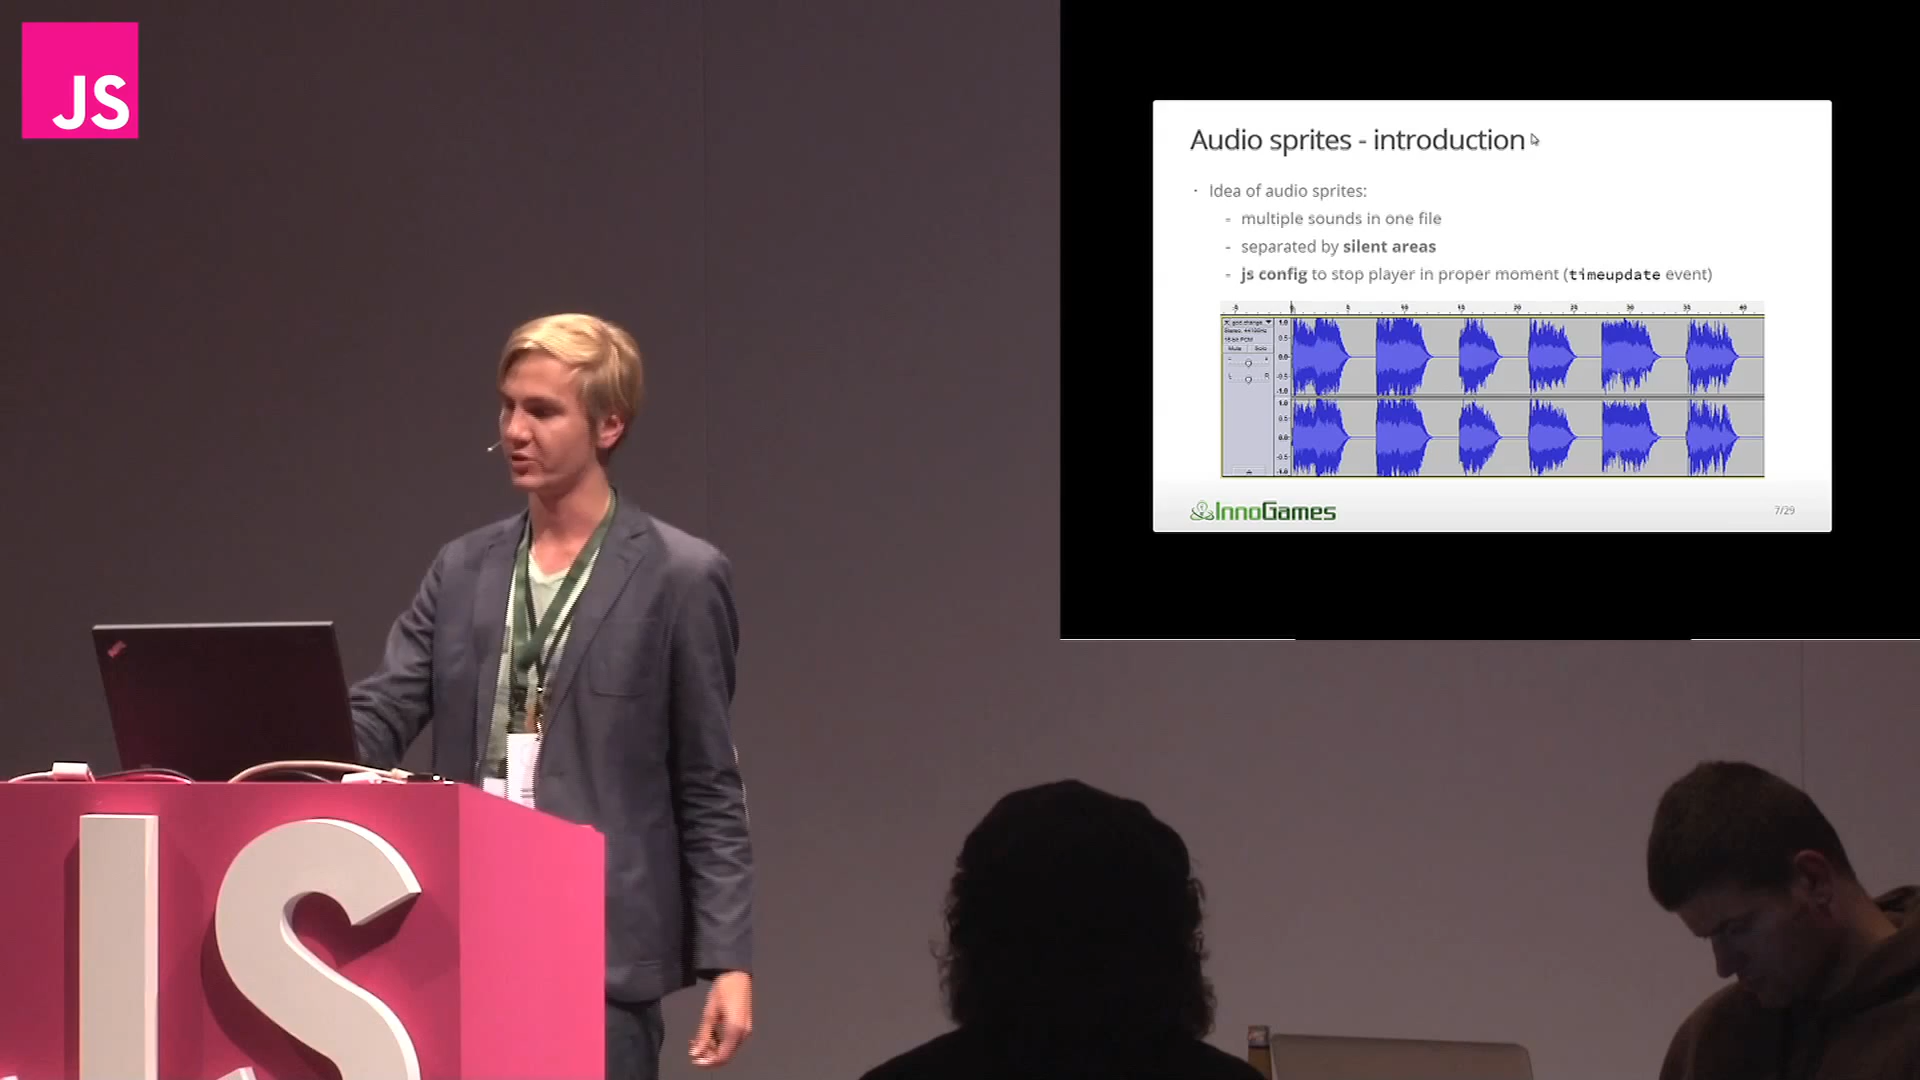 JS
Audio sprites - introduction
· Idea of audio sprites:
- multiple sounds in one file
- separated by silent areas
- js config to stop player in proper moment (timeupdate event)
InnoGames
7/29
JS